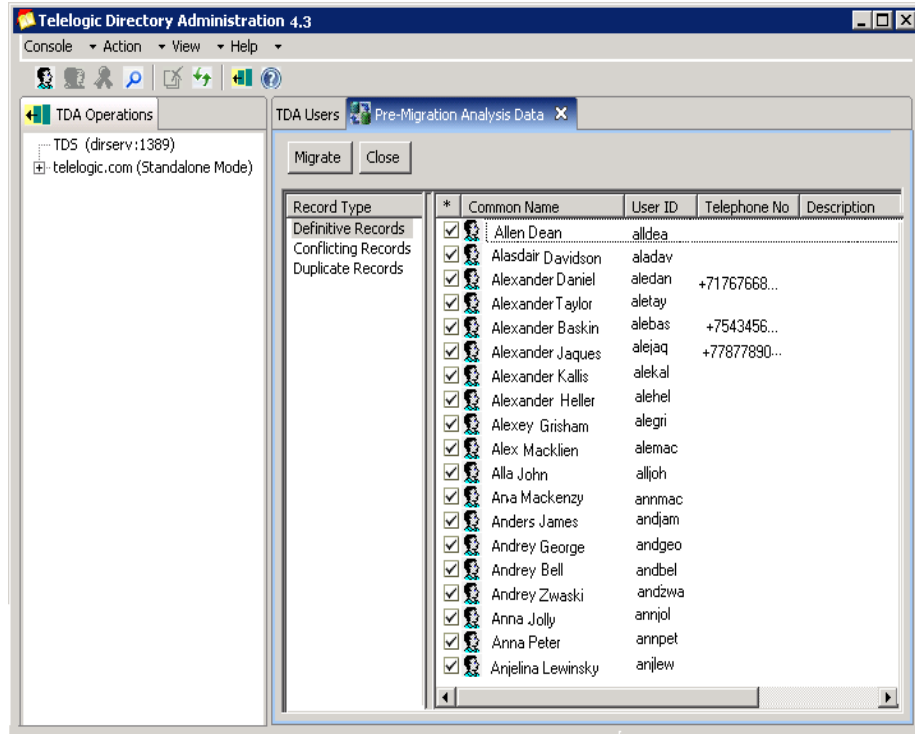 Telelogic Directory Administration 4.3
Console Action View Help
TDA Operations
TDS (dirserv:1389)
telelogic.com (Standalone Mode)
TDA Users Pre-Migration Analysis Data
Migrate Close
Record Type
Definitive Records
Conflicting Records
Duplicate Records
* Common Name User ID Telephone No Description
Allen Dean alldea
Alasdair Davidson aladav
Alexander Daniel aledan +71767668...
Alexander Taylor aletay
Alexander Baskin alebas +7543456...
Alexander Jaques alejaq +77877890...
Alexander Kallis alekal
Alexander Heller alehel
Alexey Grisham alegri
Alex Macklien alemac
Alla John alljoh
Ana Mackenzy annmac
Anders James andjam
Andrey George andgeo
Andrey Bell andbel
Andrey Zwaski andzwa
Anna Jolly annjol
Anna Peter annpet
Anjelina Lewinsky anjlew